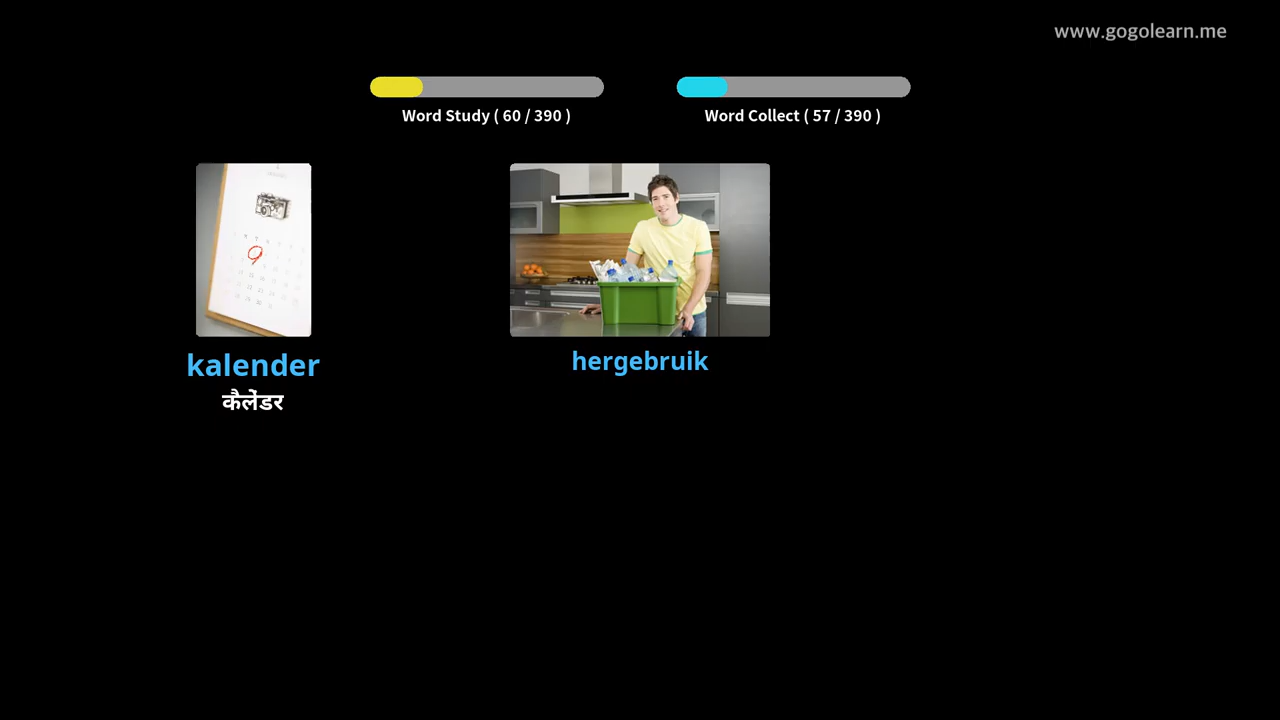 www.gogolearn.me
Word Study ( 60 / 390 )
Word Collect ( 57 / 390 )
kalender
कैलेंडर
hergebruik